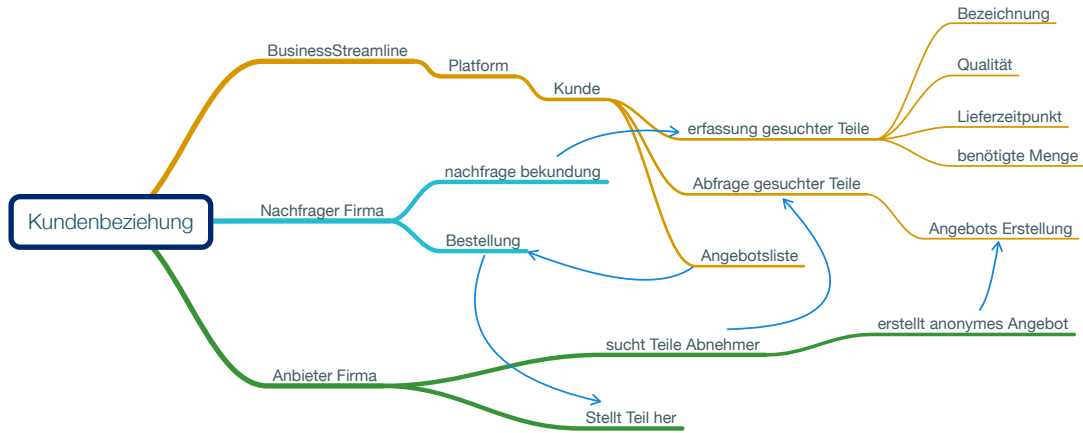 Kundenbeziehung
BusinessStreamline
Platform
Kunde
erfassung gesuchter Teile
Bezeichnung
Qualität
Lieferzeitpunkt
benötigte Menge
Abfrage gesuchter Teile
Angebots Erstellung
Angebotsliste
Nachfrager Firma
nachfrage bekundung
Bestellung
Anbieter Firma
sucht Teile Abnehmer
erstellt anonymes Angebot
Stellt Teil her